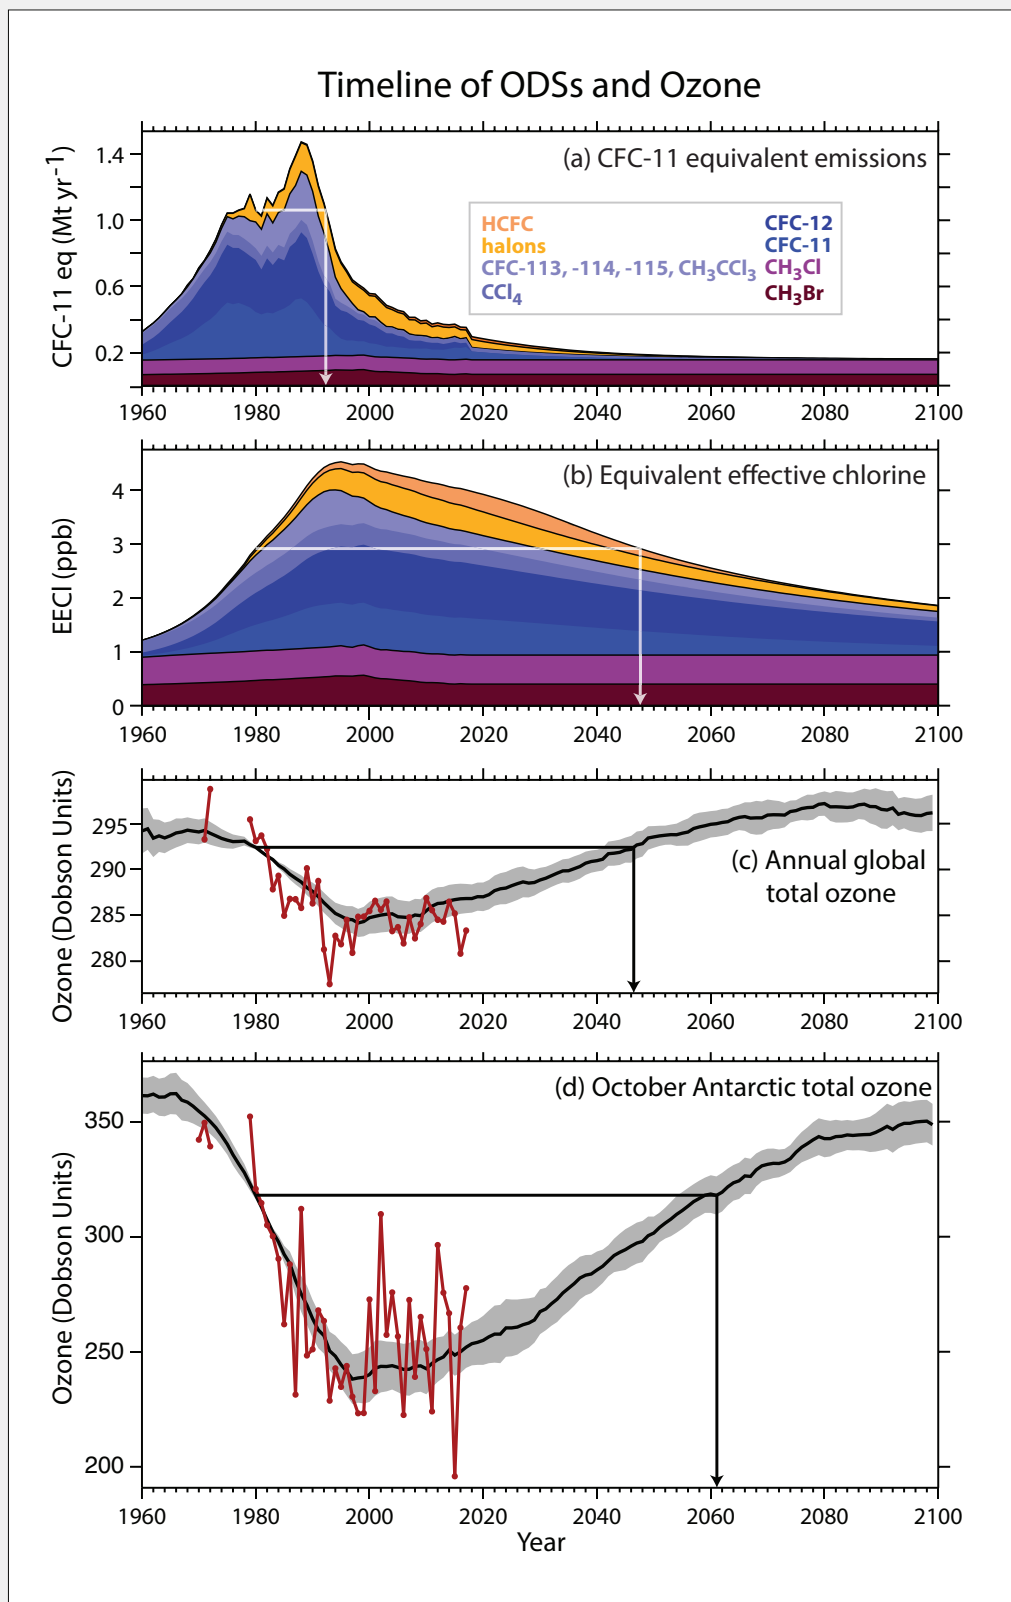 Timeline of ODSs and Ozone
(a) CFC-11 equivalent emissions
CFC-11 eq (Mt yr⁻¹)
1.4
1.0
0.6
0.2
HCFC
halons
CFC-113, -114, -115, CH₃CCl₃
CCl₄
CFC-12
CFC-11
CH₃Cl
CH₃Br
1960 1980 2000 2020 2040 2060 2080 2100
(b) Equivalent effective chlorine
EECl (ppb)
4
3
2
1
0
1960 1980 2000 2020 2040 2060 2080 2100
Ozone (Dobson Units)
295
290
285
280
(c) Annual global
total ozone
1960 1980 2000 2020 2040 2060 2080 2100
(d) October Antarctic total ozone
Ozone (Dobson Units)
350
300
250
200
1960 1980 2000 2020 2040 2060 2080 2100
Year